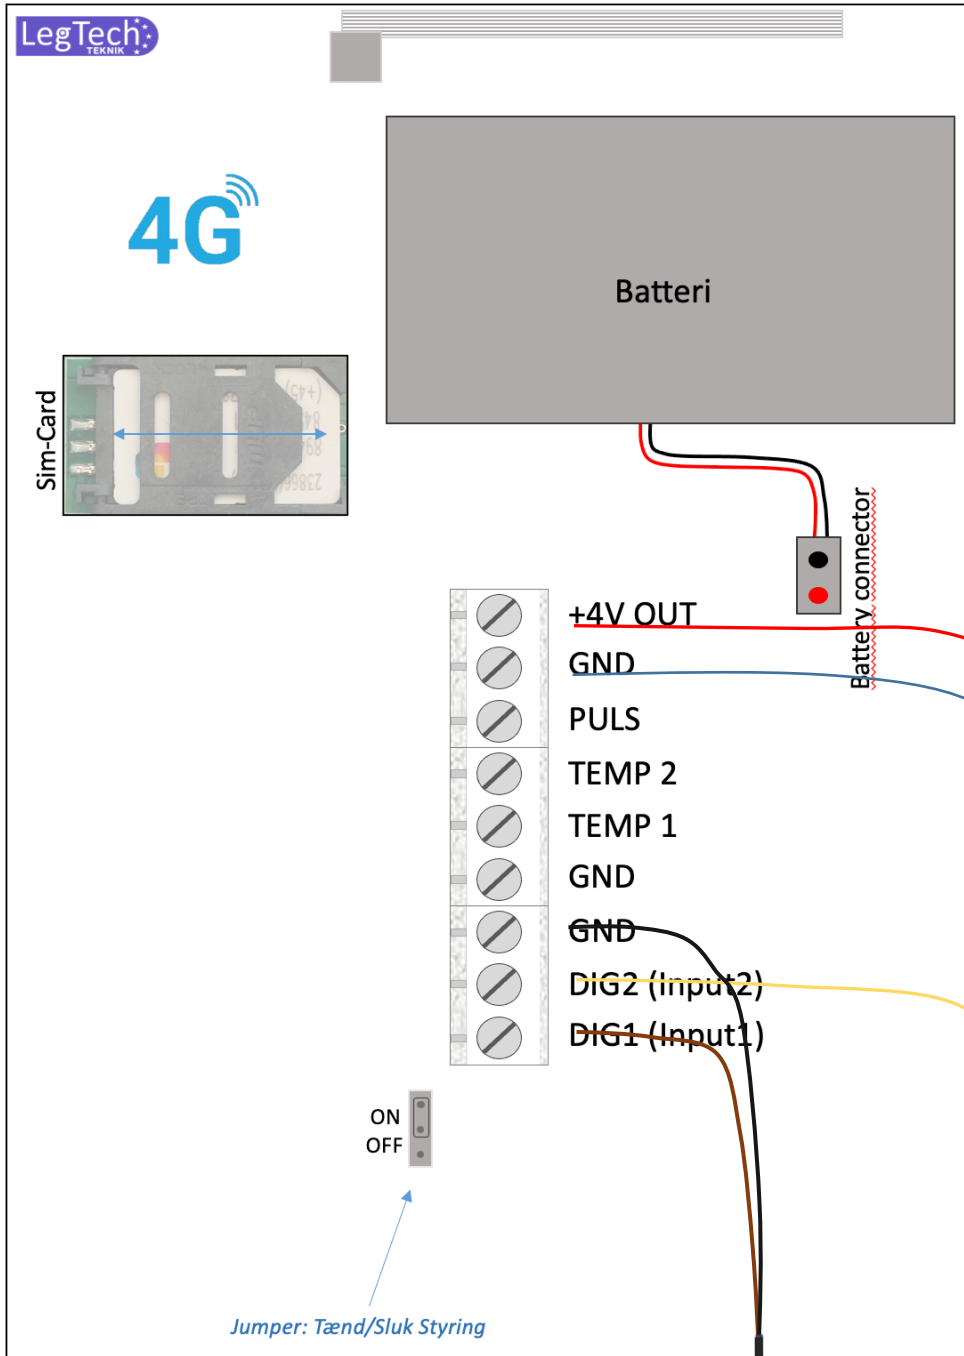 LegTech
TEKNIK
4G
Batteri
Sim-Card
Battery connector
+4V OUT
GND
PULS
TEMP 2
TEMP 1
GND
GND
DIG2 (Input2)
DIG1 (Input1)
ON
OFF
Jumper: Tænd/Sluk Styring